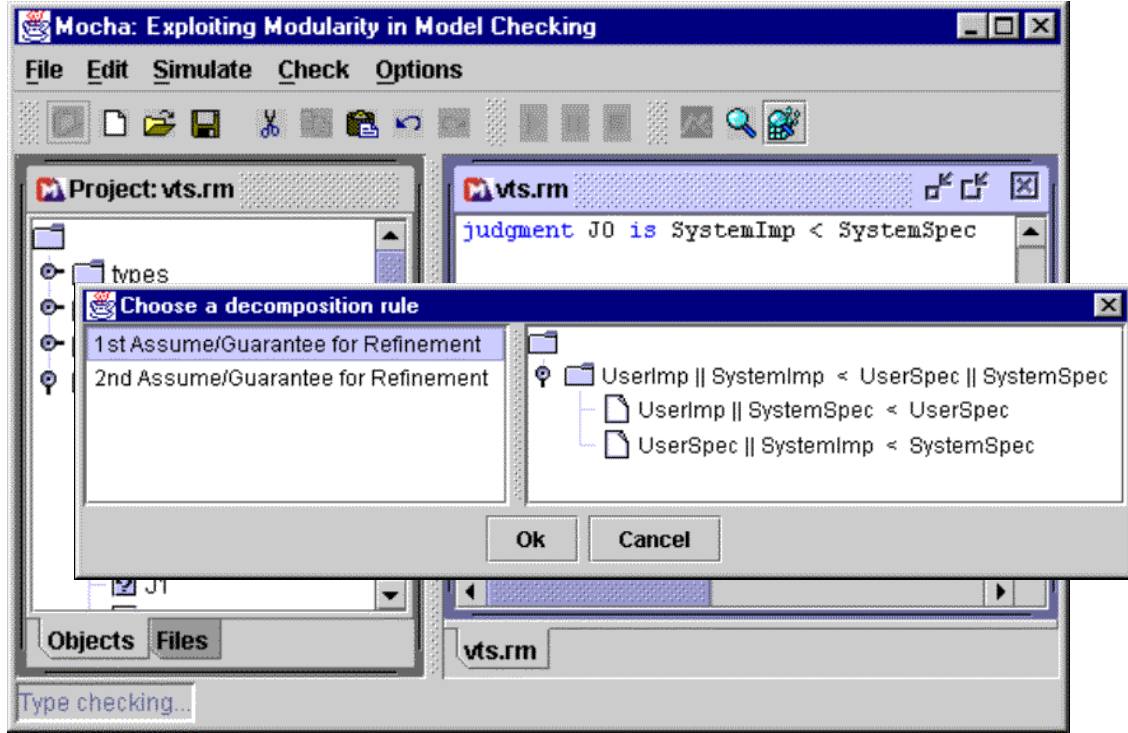 Mocha: Exploiting Modularity in Model Checking
File Edit Simulate Check Options
Project: vts.rm
types
vts.rm
judgment J0 is SystemImp < SystemSpec
Choose a decomposition rule
1st Assume/Guarantee for Refinement
2nd Assume/Guarantee for Refinement
UserImp || SystemImp < UserSpec || SystemSpec
UserImp || SystemSpec < UserSpec
UserSpec || SystemImp < SystemSpec
Ok Cancel
J1
Objects Files
vts.rm
Type checking...